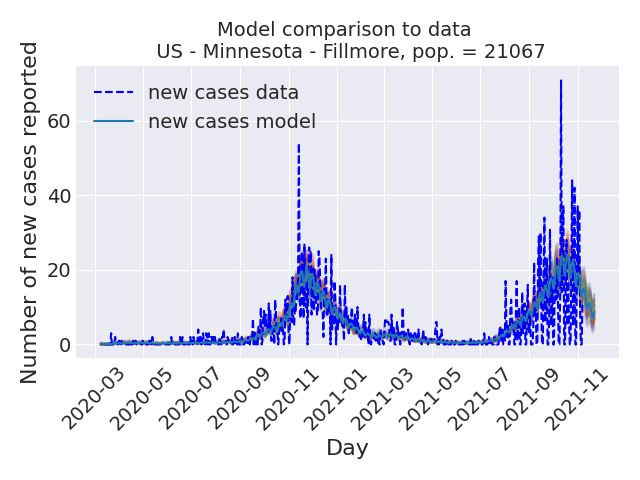 Model comparison to data
US - Minnesota - Fillmore, pop. = 21067
new cases data
new cases model
Number of new cases reported
60
40
20
0
2020-03
2020-05
2020-07
2020-09
2020-11
2021-01
2021-03
2021-05
2021-07
2021-09
2021-11
Day